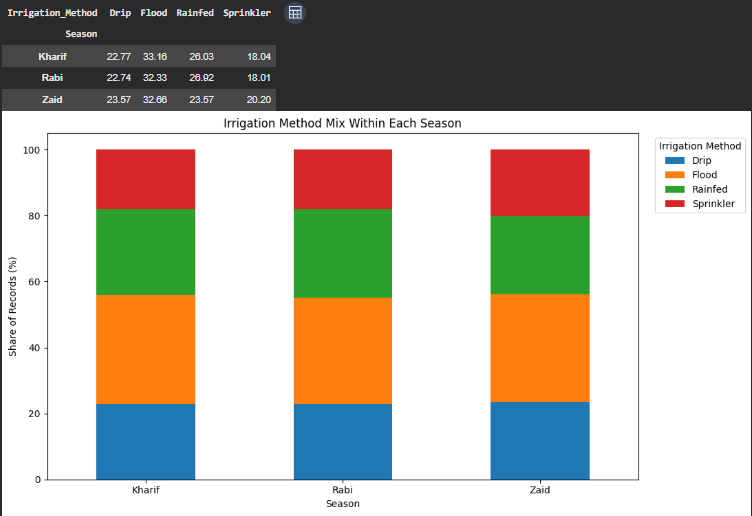 Irrigation_Method Drip Flood Rainfed Sprinkler
Season
Kharif 22.77 33.16 26.03 18.04
Rabi 22.74 32.33 26.92 18.01
Zaid 23.57 32.66 23.57 20.20
Irrigation Method Mix Within Each Season
Irrigation Method
Drip
Flood
Rainfed
Sprinkler
Share of Records (%)
100
80
60
40
20
0
Kharif Rabi Zaid
Season